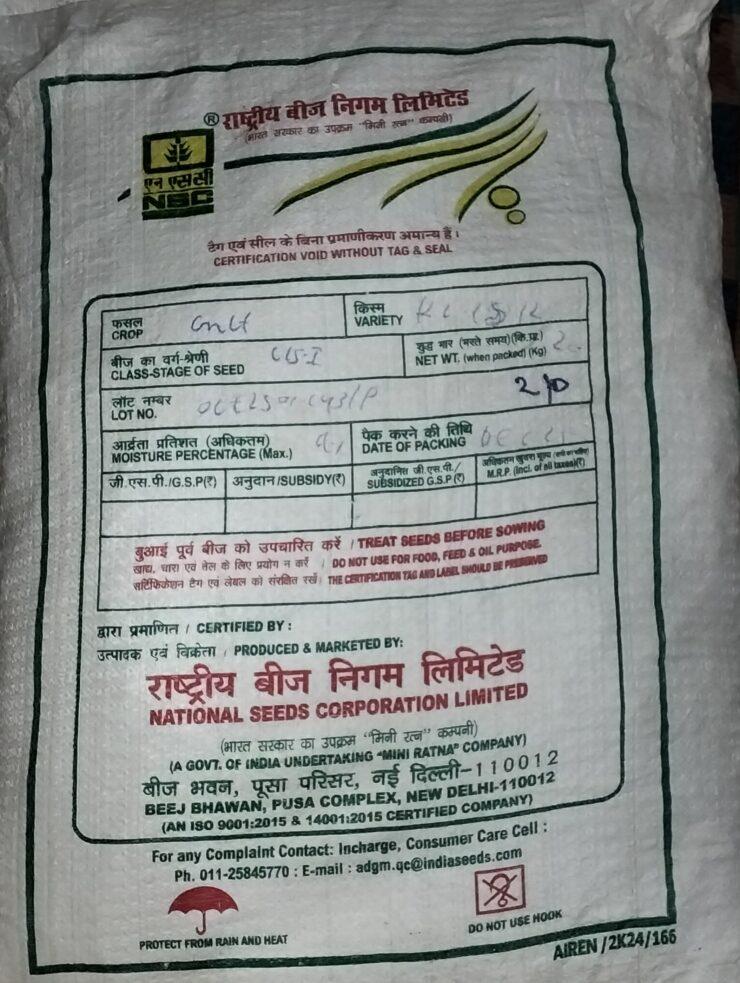 ® राष्ट्रीय बीज निगम लिमिटेड
(भारत सरकार का उपक्रम "मिनी रत्न" कम्पनी)
एन एस सी
NSC
टैग एवं सील के बिना प्रमाणीकरण अमान्य हैं।
CERTIFICATION VOID WITHOUT TAG & SEAL
फसल
CROP
किस्म
VARIETY
बीज का वर्ग-श्रेणी
CLASS-STAGE OF SEED
C/S-I
शुद्ध भार (भरते समय)(कि.ग्रा.)
NET WT. (when packed) (Kg)
लॉट नम्बर
LOT NO.
210
आर्द्रता प्रतिशत (अधिकतम)
MOISTURE PERCENTAGE (Max.)
पैक करने की तिथि
DATE OF PACKING
जी.एस.पी./G.S.P(₹)
अनुदान/SUBSIDY(₹)
अनुदानित जी.एस.पी./
SUBSIDIZED G.S.P (₹)
अधिकतम खुदरा मूल्य
M.R.P. (Incl. of all taxes)(₹)
बुआई पूर्व बीज को उपचारित करें / TREAT SEEDS BEFORE SOWING
खाद्य, चारा एवं तेल के लिए प्रयोग न करें / DO NOT USE FOR FOOD, FEED & OIL PURPOSE.
सर्टिफिकेशन टैग एवं लेबल को संरक्षित रखें। THE CERTIFICATION TAG AND LABEL SHOULD BE PRESERVED
द्वारा प्रमाणित / CERTIFIED BY :
उत्पादक एवं विक्रेता / PRODUCED & MARKETED BY:
राष्ट्रीय बीज निगम लिमिटेड
NATIONAL SEEDS CORPORATION LIMITED
(भारत सरकार का उपक्रम "मिनी रत्न" कम्पनी)
(A GOVT. OF INDIA UNDERTAKING "MINI RATNA" COMPANY)
बीज भवन, पूसा परिसर, नई दिल्ली-110012
BEEJ BHAWAN, PUSA COMPLEX, NEW DELHI-110012
(AN ISO 9001:2015 & 14001:2015 CERTIFIED COMPANY)
For any Complaint Contact: Incharge, Consumer Care Cell :
Ph. 011-25845770 : E-mail : adgm.qc@indiaseeds.com
PROTECT FROM RAIN AND HEAT
DO NOT USE HOOK
AIREN/2K24/166